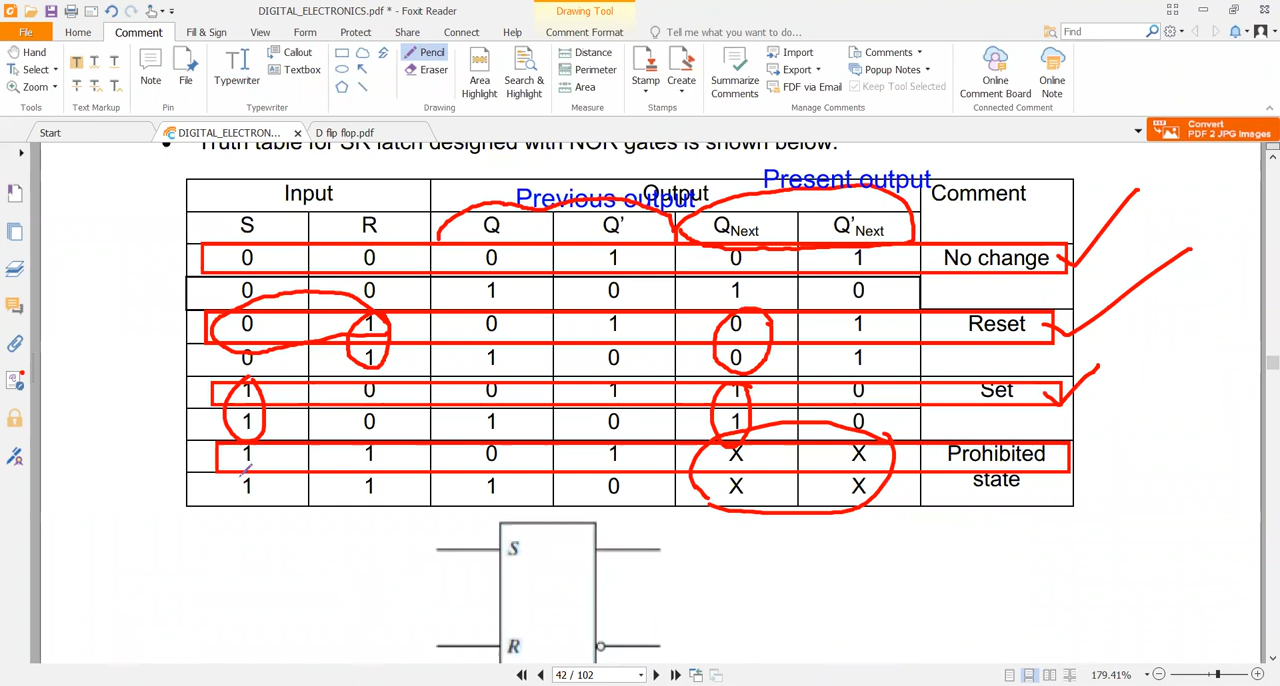 DIGITAL_ELECTRONICS.pdf * - Foxit Reader
Drawing Tool
File Home Comment Fill & Sign View Form Protect Share Connect Help Comment Format Tell me what you want to do... Find
Hand
Select
Zoom
Tools
T T T
T T T
Text Markup
Note
File
Pin
Typewriter
Callout
Textbox
Typewriter
Pencil
Eraser
Drawing
Area Highlight
Search & Highlight
Distance
Perimeter
Area
Measure
Stamp
Create
Stamps
Summarize Comments
Import
Export
FDF via Email
Comments
Popup Notes
Keep Tool Selected
Manage Comments
Online Comment Board
Online Note
Connected Comment
Start DIGITAL_ELECTRON... D flp flop.pdf
Convert
PDF 2 JPG Images
• Truth table for SR latch designed with NOR gates is shown below.
Present output
Previous output
Input Output Comment
S R Q Q' QNext Q'Next
0 0 0 1 0 1 No change
0 0 1 0 1 0
0 1 0 1 0 1 Reset
0 1 1 0 0 1
1 0 0 1 1 0 Set
1 0 1 0 1 0
1 1 0 1 X X Prohibited
state
1 1 1 0 X X
S
R
42 / 102
179.41%